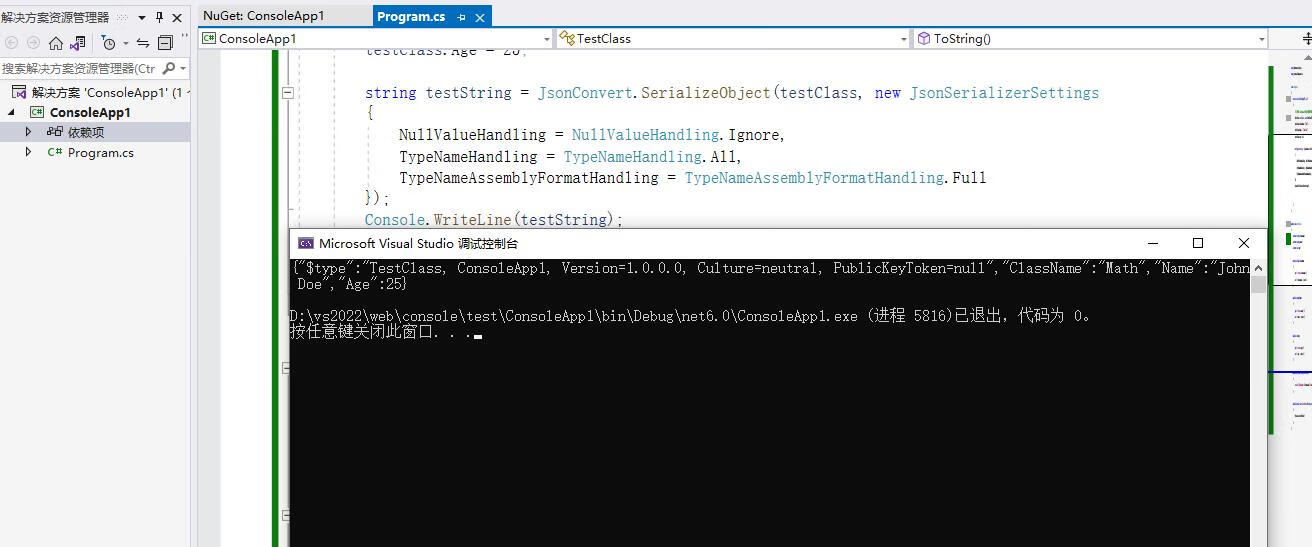 解决方案资源管理器
NuGet: ConsoleApp1
Program.cs
ConsoleApp1
TestClass
ToString()
搜索解决方案资源管理器(Ctr
解决方案 'ConsoleApp1' (1
ConsoleApp1
依赖项
Program.cs
testClass.Age = 25;
string testString = JsonConvert.SerializeObject(testClass, new JsonSerializerSettings
{
NullValueHandling = NullValueHandling.Ignore,
TypeNameHandling = TypeNameHandling.All,
TypeNameAssemblyFormatHandling = TypeNameAssemblyFormatHandling.Full
});
Console.WriteLine(testString);
Microsoft Visual Studio 调试控制台
{"$type":"TestClass, ConsoleApp1, Version=1.0.0.0, Culture=neutral, PublicKeyToken=null","ClassName":"Math","Name":"John
Doe","Age":25}
D:\vs2022\web\console\test\ConsoleApp1\bin\Debug\net6.0\ConsoleApp1.exe (进程 5816)已退出，代码为 0。
按任意键关闭此窗口. . .